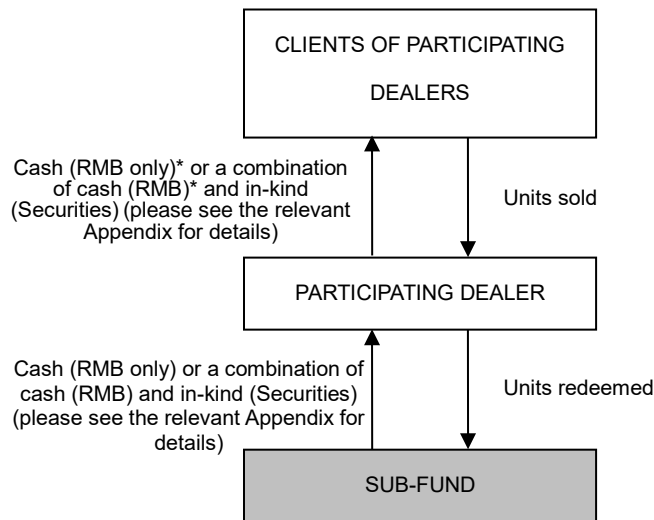 CLIENTS OF PARTICIPATING
DEALERS
Cash (RMB only)* or a combination
of cash (RMB)* and in-kind
(Securities) (please see the relevant
Appendix for details)
Units sold
PARTICIPATING DEALER
Cash (RMB only) or a combination of
cash (RMB) and in-kind (Securities)
(please see the relevant Appendix for
details)
Units redeemed
SUB-FUND